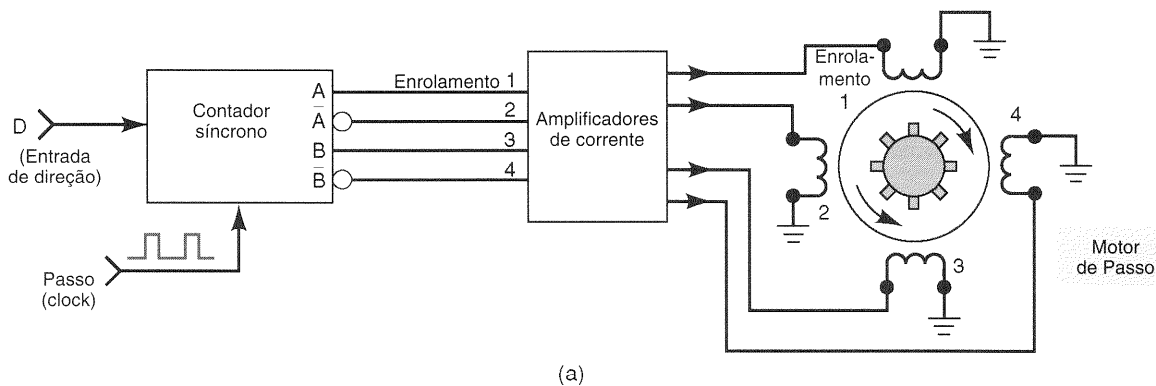 D
(Entrada
de direção)
Passo
(clock)
Contador
síncrono
A
A̅
B
B̅
Enrolamento 1
2
3
4
Amplificadores
de corrente
Enrola-
mento
1
2
3
4
Motor
de Passo
(a)